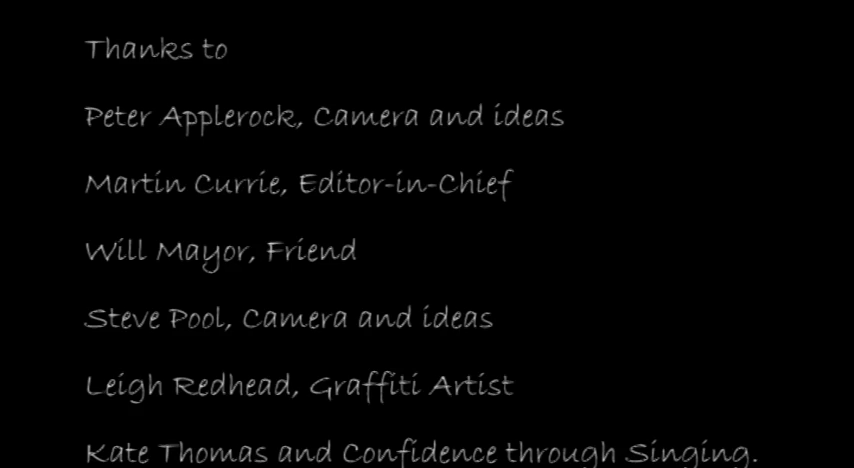 Thanks to
Peter Applerock, Camera and ideas
Martin Currie, Editor-in-Chief
Will Mayor, Friend
Steve Pool, Camera and ideas
Leigh Redhead, Graffiti Artist
Kate Thomas and Confidence through Singing.